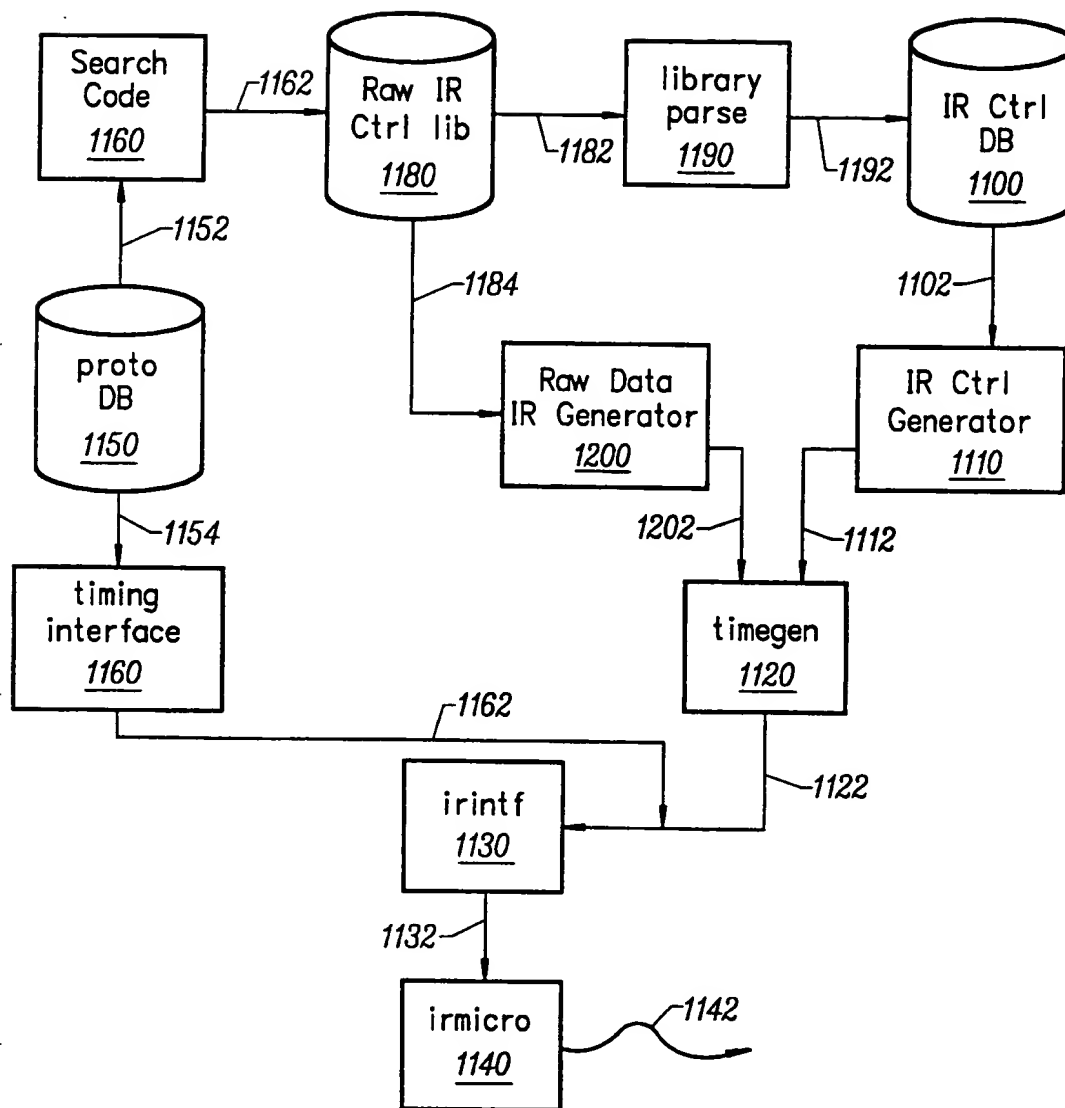 Search
Code
1160
1162
Raw IR
Ctrl lib
1180
1182
library
parse
1190
1192
IR Ctrl
DB
1100
1152
1184
1102
proto
DB
1150
Raw Data
IR Generator
1200
IR Ctrl
Generator
1110
1154
1202
1112
timing
interface
1160
timegen
1120
1162
1122
irintf
1130
1132
irmicro
1140
1142